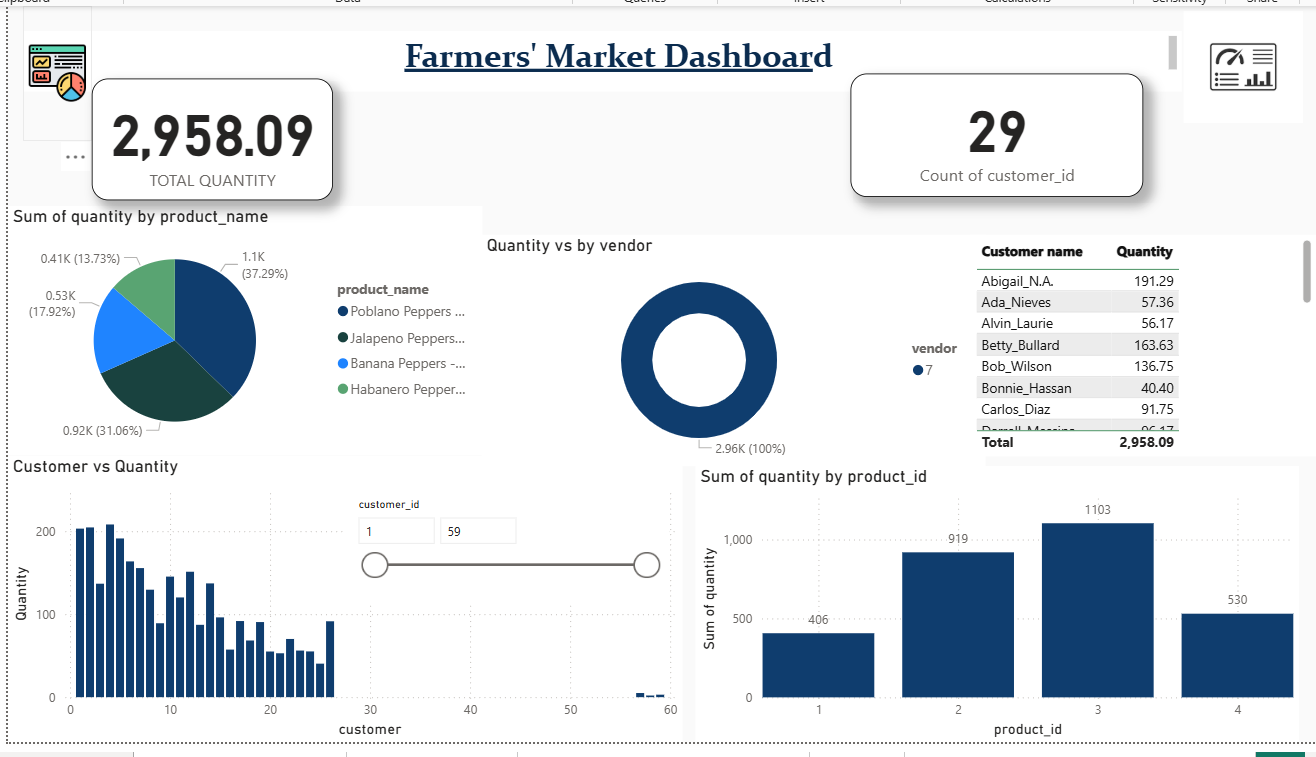 Data
Queries
Insert
Calculations
Sensitivity
Share
Farmers' Market Dashboard
2,958.09
TOTAL QUANTITY
29
Count of customer_id
Sum of quantity by product_name
0.41K (13.73%)
1.1K
(37.29%)
0.53K
(17.92%)
0.92K (31.06%)
product_name
Poblano Peppers ...
Jalapeno Peppers...
Banana Peppers -...
Habanero Pepper...
Quantity vs by vendor
2.96K (100%)
vendor
7
Customer name Quantity
Abigail_N.A. 191.29
Ada_Nieves 57.36
Alvin_Laurie 56.17
Betty_Bullard 163.63
Bob_Wilson 136.75
Bonnie_Hassan 40.40
Carlos_Diaz 91.75
Total 2,958.09
Customer vs Quantity
customer_id
1 59
Quantity
200
100
0
0 10 20 30 40 50 60
customer
Sum of quantity by product_id
Sum of quantity
1,000
500
0
406
919
1103
530
1 2 3 4
product_id